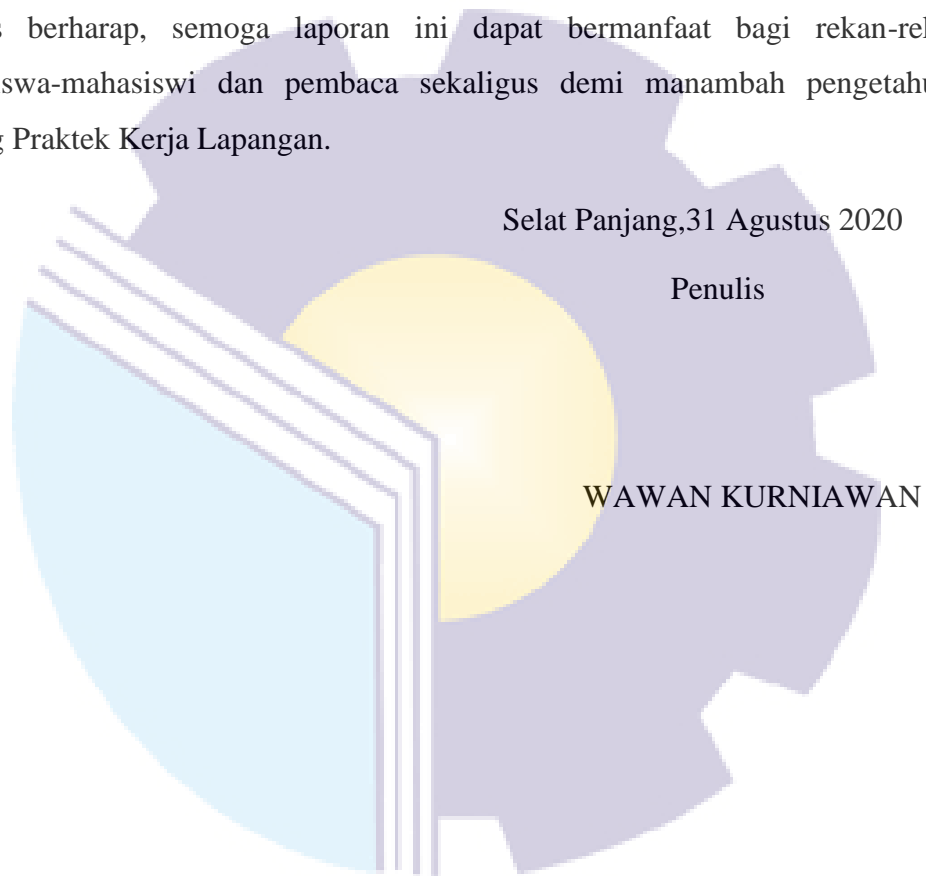 s berharap, semoga laporan ini dapat bermanfaat bagi rekan-rel
swa-mahasiswi dan pembaca sekaligus demi manambah pengetahu
g Praktek Kerja Lapangan.
Selat Panjang,31 Agustus 2020
Penulis
WAWAN KURNIAWAN